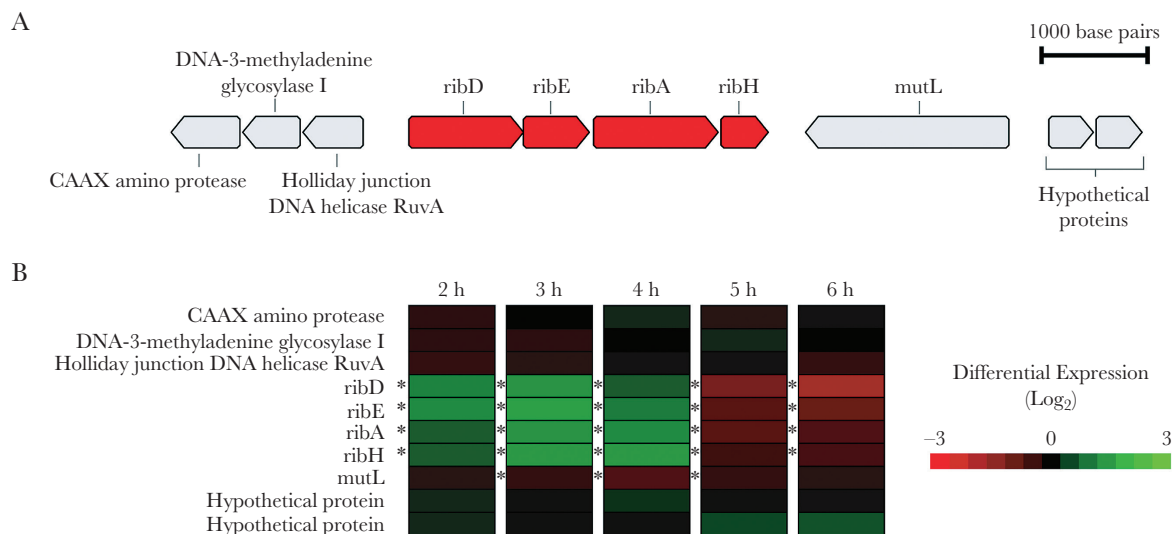 A
1000 base pairs
DNA-3-methyladenine
glycosylase I
ribD
ribE
ribA
ribH
mutL
CAAX amino protease
Holliday junction
DNA helicase RuvA
Hypothetical
proteins
B
2 h 3 h 4 h 5 h 6 h
CAAX amino protease
DNA-3-methyladenine glycosylase I
Holliday junction DNA helicase RuvA
ribD * * * * *
ribE * * * * *
ribA * * * * *
ribH * * * * *
mutL * * *
Hypothetical protein
Hypothetical protein
Differential Expression
(Log2)
−3 0 3